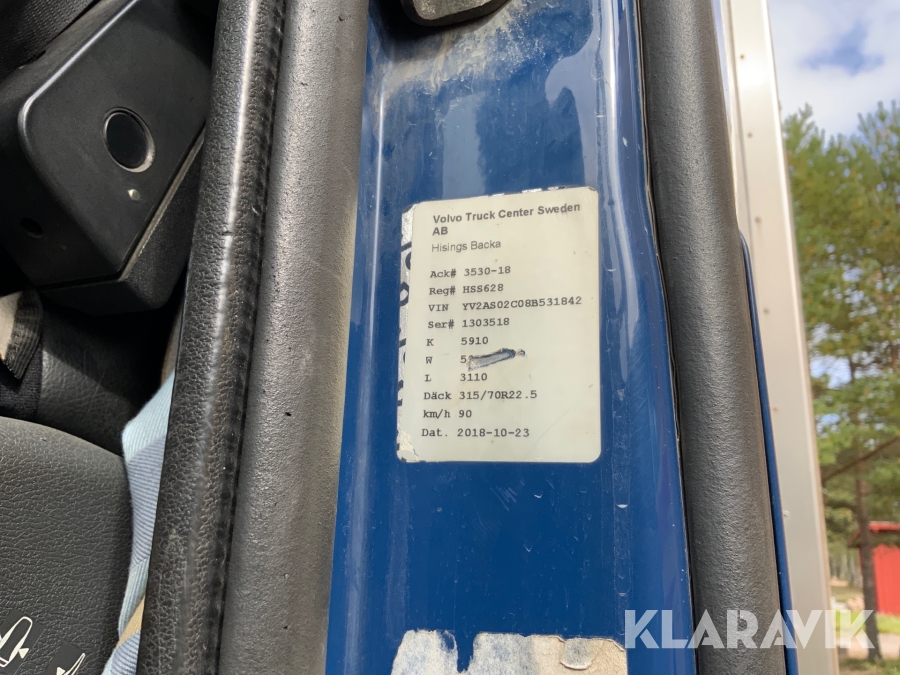 Volvo Truck Center Sweden
AB
Hisings Backa
Ack# 3530-18
Reg# HSS628
VIN YV2AS02C08B531842
Ser# 1303518
K 5910
W
L 3110
Däck 315/70R22.5
km/h 90
Dat. 2018-10-23
KLARAVIK